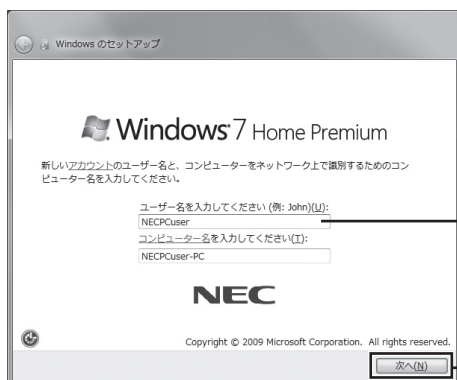 Windows のセットアップ
Windows 7 Home Premium
新しいアカウントのユーザー名と、コンピューターをネットワーク上で識別するためのコン
ピューター名を入力してください。
ユーザー名を入力してください (例: John)(U):
NECPCuser
コンピューター名を入力してください(T):
NECPCuser-PC
NEC
Copyright © 2009 Microsoft Corporation. All rights reserved.
次へ(N)